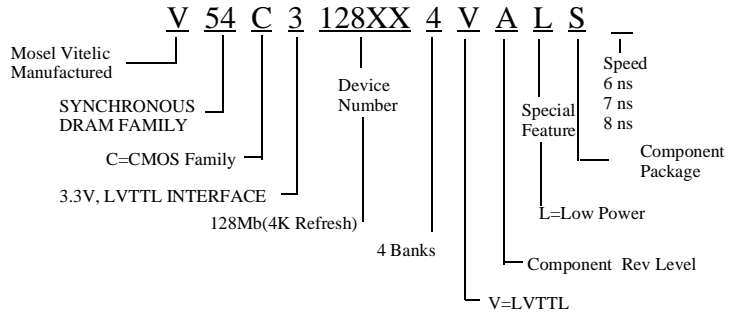 V 54 C 3 128XX 4 V A L S _
Mosel Vitelic
Manufactured
SYNCHRONOUS
DRAM FAMILY
C=CMOS Family
3.3V, LVTTL INTERFACE
Device
Number
128Mb(4K Refresh)
4 Banks
Special
Feature
L=Low Power
Speed
6 ns
7 ns
8 ns
Component
Package
Component Rev Level
V=LVTTL